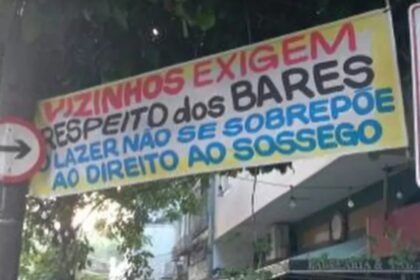 VIZINHOS EXIGEM
RESPEITO dos BARES
O LAZER NÃO SE SOBREPÕE
AO DIREITO AO SOSSEGO